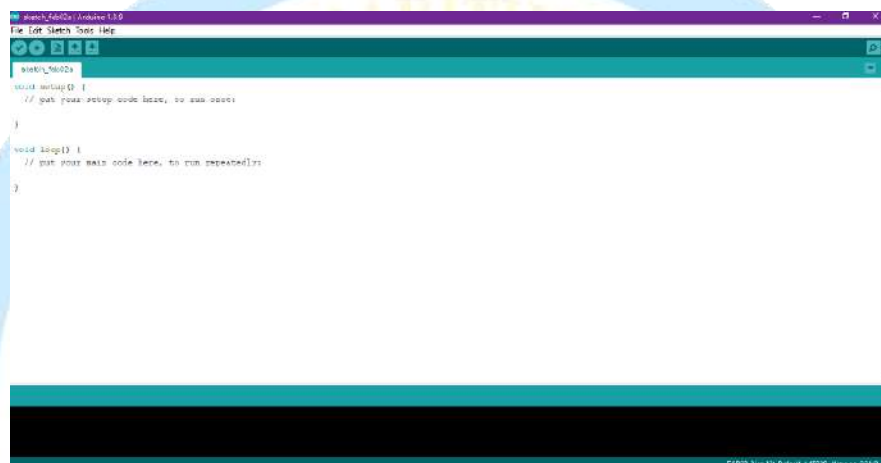 sketch_feb02a | Arduino 1.8.9
File Edit Sketch Tools Help
sketch_feb02a
void setup() {
// put your setup code here, to run once:
}
void loop() {
// put your main code here, to run repeatedly:
}